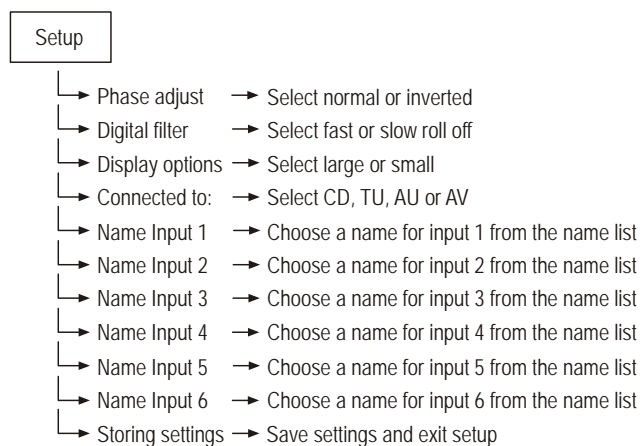 Setup
Phase adjust Select normal or inverted
Digital filter Select fast or slow roll off
Display options Select large or small
Connected to: Select CD, TU, AU or AV
Name Input 1 Choose a name for input 1 from the name list
Name Input 2 Choose a name for input 2 from the name list
Name Input 3 Choose a name for input 3 from the name list
Name Input 4 Choose a name for input 4 from the name list
Name Input 5 Choose a name for input 5 from the name list
Name Input 6 Choose a name for input 6 from the name list
Storing settings Save settings and exit setup